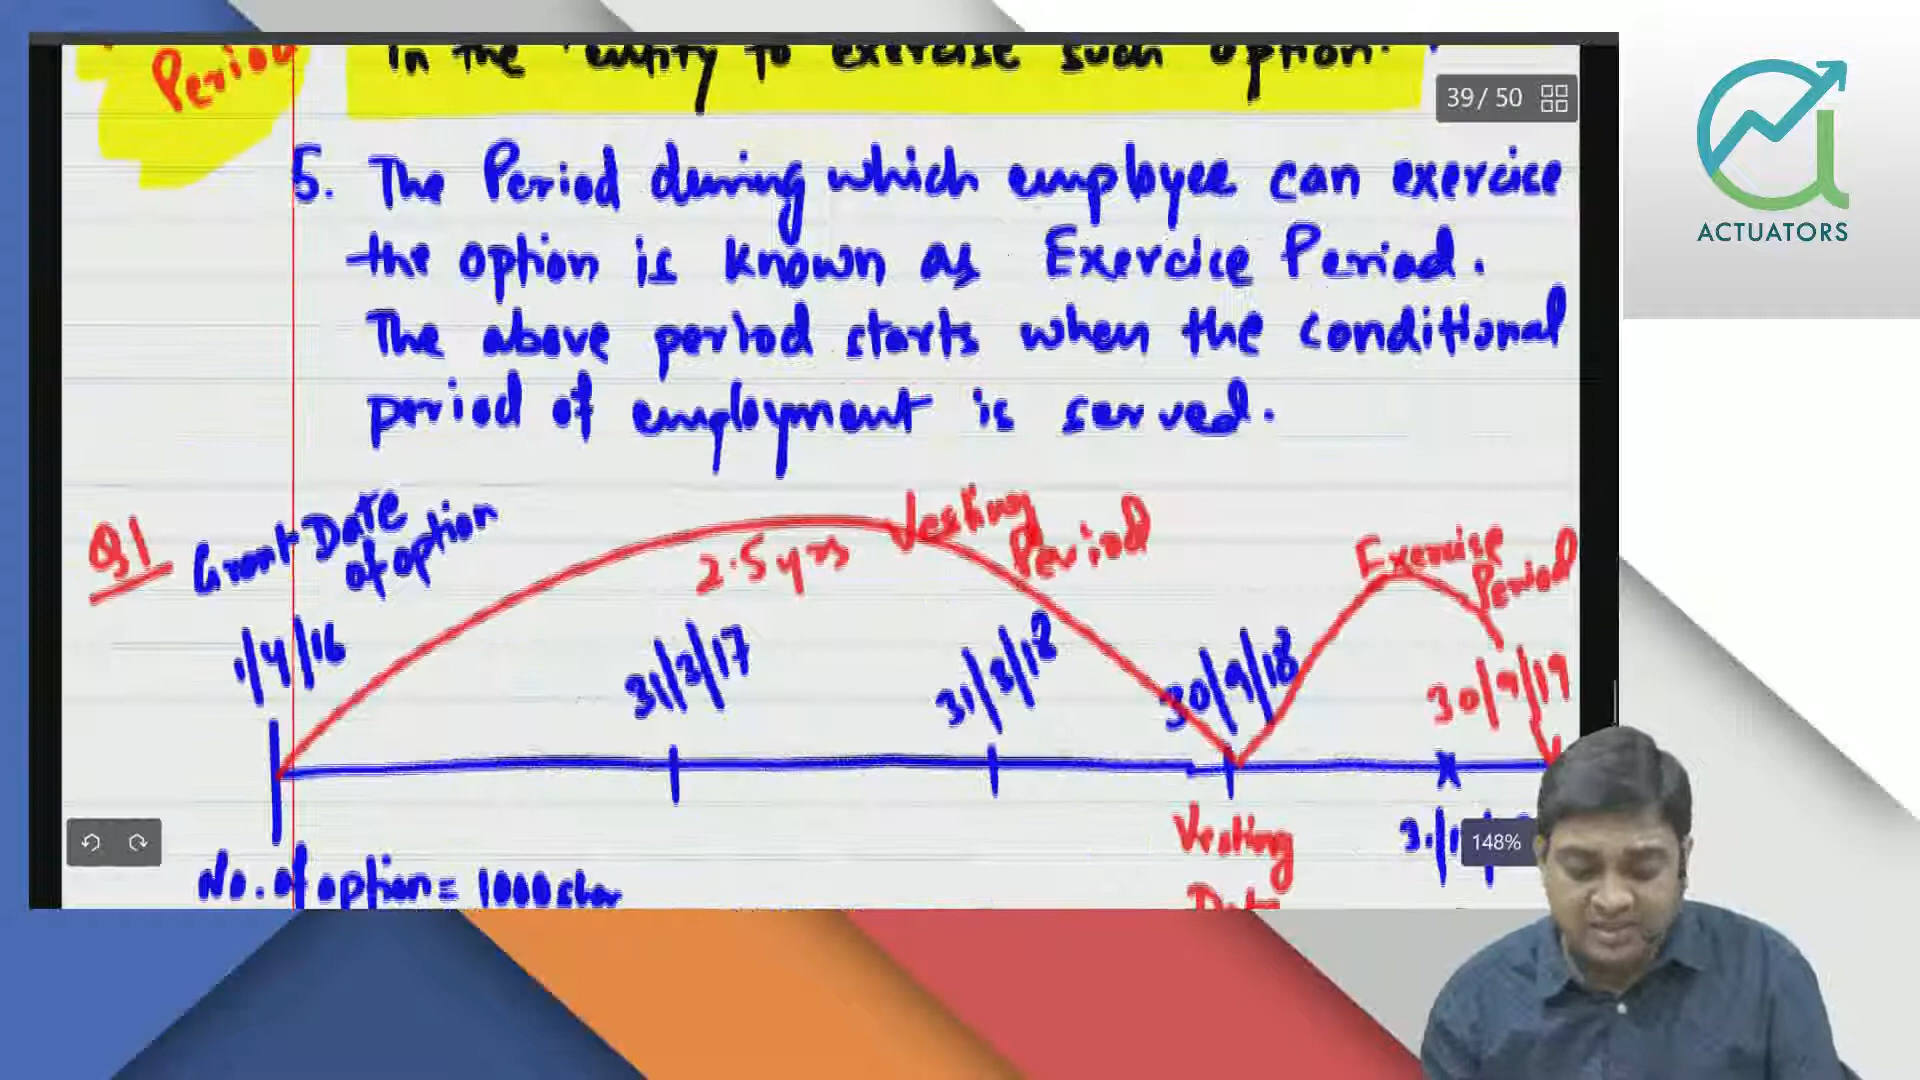 Period
in the entity to exercise such option.
39 / 50
ACTUATORS
5. The Period during which employee can exercise
the option is known as Exercise Period.
The above period starts when the conditional
period of employment is served.
Q1
Grant Date
of option
2.5 yrs
Vesting
Period
Exercise
Period
1/4/16
31/3/17
31/3/18
30/9/18
30/9/19
Vesting
148%
No. of option = 1000 shar